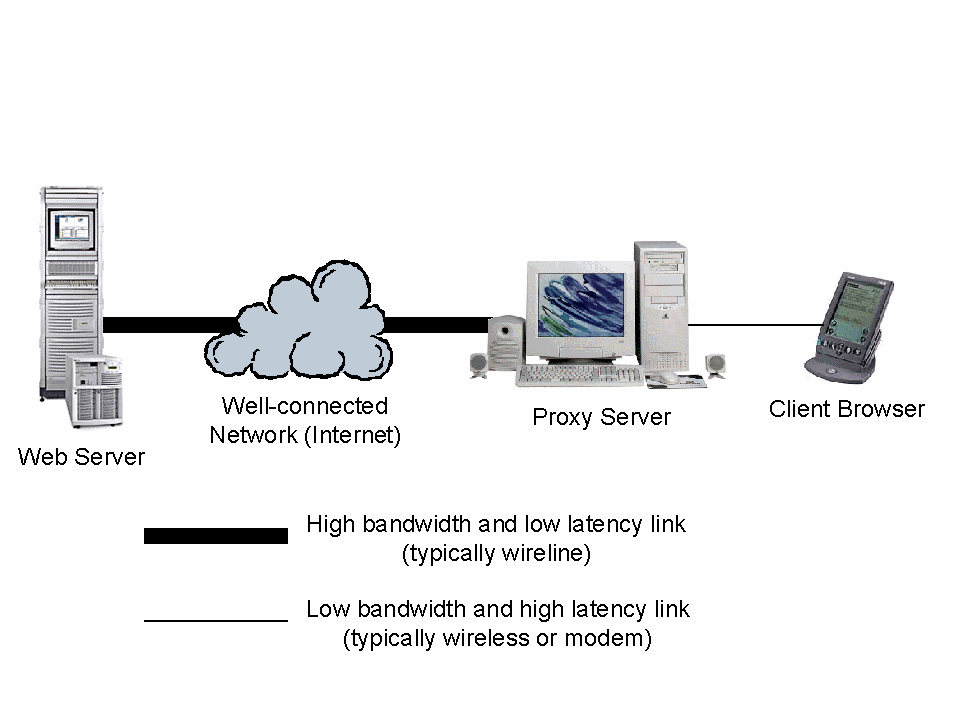 Well-connected
Network (Internet)
Proxy Server
Client Browser
Web Server
High bandwidth and low latency link
(typically wireline)
Low bandwidth and high latency link
(typically wireless or modem)